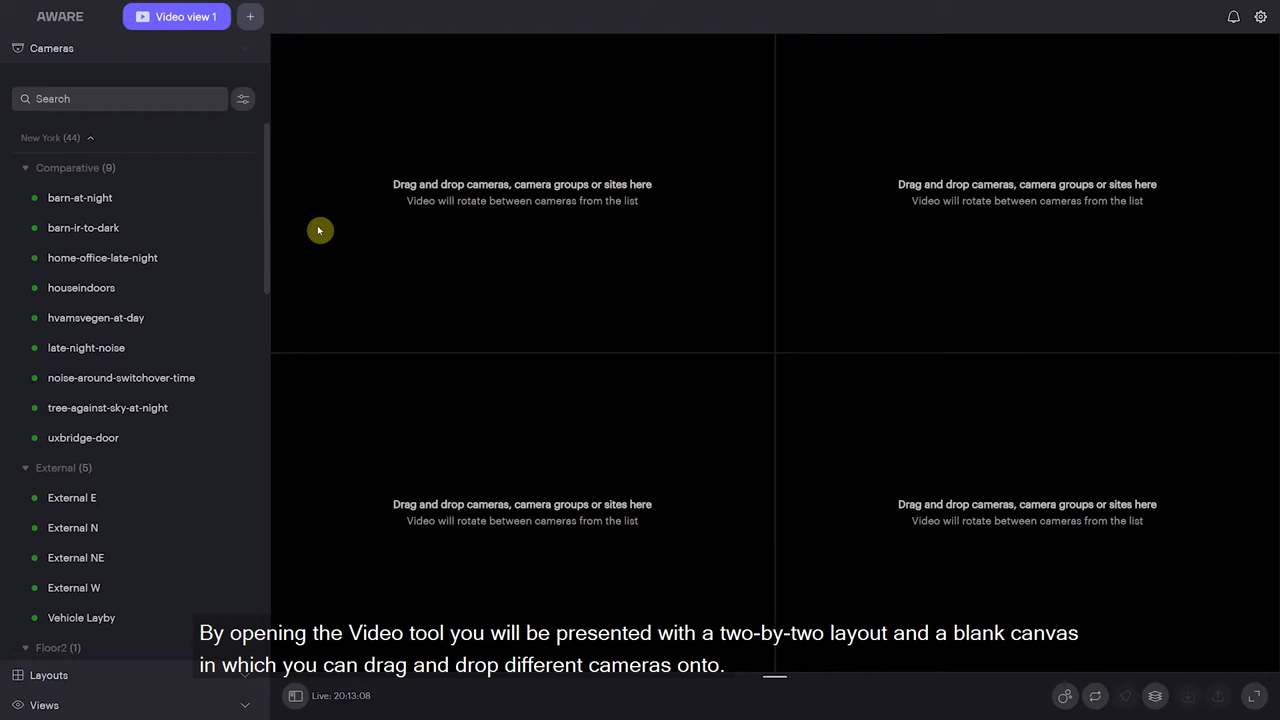 AWARE
Video view 1
Cameras
Search
New York (44)
Comparative (9)
barn-at-night
barn-ir-to-dark
home-office-late-night
houseindoors
hvamsvegen-at-day
late-night-noise
noise-around-switchover-time
tree-against-sky-at-night
uxbridge-door
External (5)
External E
External N
External NE
External W
Vehicle Layby
Floor2 (1)
Layouts
Views
Drag and drop cameras, camera groups or sites here
Video will rotate between cameras from the list
Drag and drop cameras, camera groups or sites here
Video will rotate between cameras from the list
Drag and drop cameras, camera groups or sites here
Video will rotate between cameras from the list
Drag and drop cameras, camera groups or sites here
Video will rotate between cameras from the list
By opening the Video tool you will be presented with a two-by-two layout and a blank canvas
in which you can drag and drop different cameras onto.
Live: 20:13:08